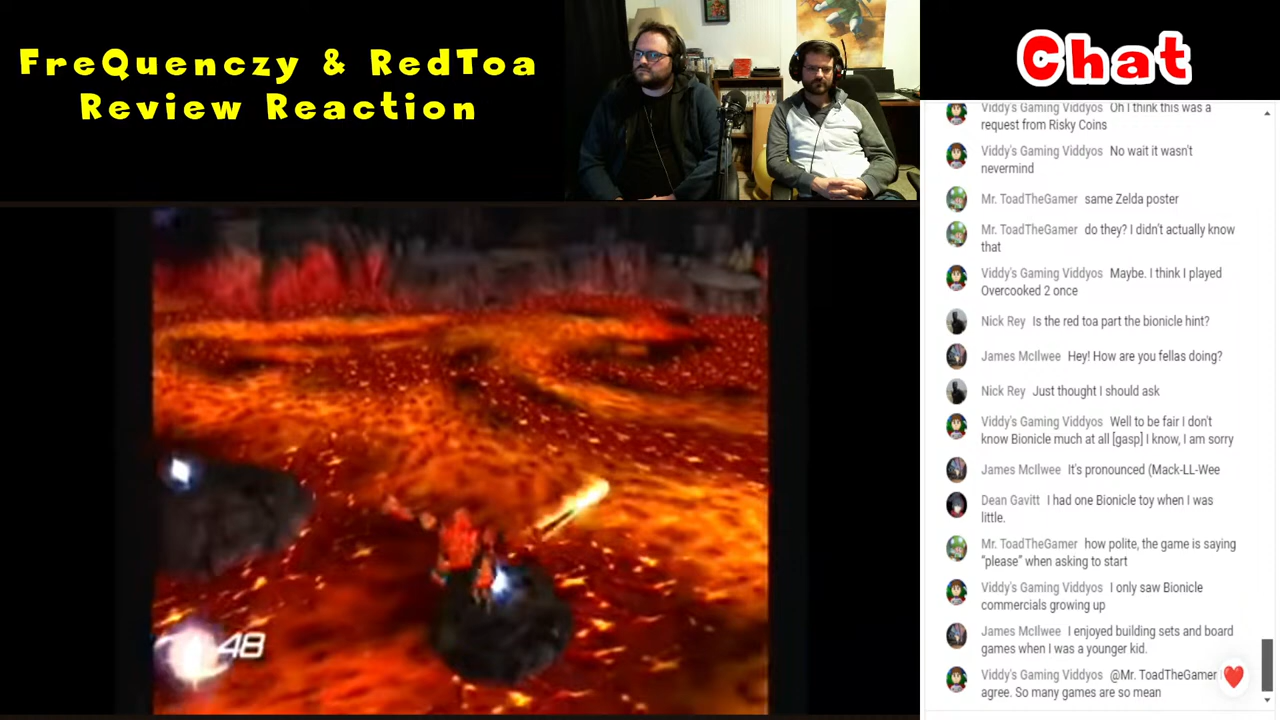 FreQuenczy & RedToa
Review Reaction
Chat
Viddy's Gaming Viddyos Oh I think this was a
request from Risky Coins
Viddy's Gaming Viddyos No wait it wasn't
nevermind
Mr. ToadTheGamer same Zelda poster
Mr. ToadTheGamer do they? I didn't actually know
that
Viddy's Gaming Viddyos Maybe. I think I played
Overcooked 2 once
Nick Rey Is the red toa part the bionicle hint?
James McIlwee Hey! How are you fellas doing?
Nick Rey Just thought I should ask
Viddy's Gaming Viddyos Well to be fair I don't
know Bionicle much at all [gasp] I know, I am sorry
James McIlwee It's pronounced (Mack-LL-Wee
Dean Gavitt I had one Bionicle toy when I was
little.
Mr. ToadTheGamer how polite, the game is saying
“please” when asking to start
Viddy's Gaming Viddyos I only saw Bionicle
commercials growing up
James McIlwee I enjoyed building sets and board
games when I was a younger kid.
Viddy's Gaming Viddyos @Mr. ToadTheGamer
agree. So many games are so mean
48